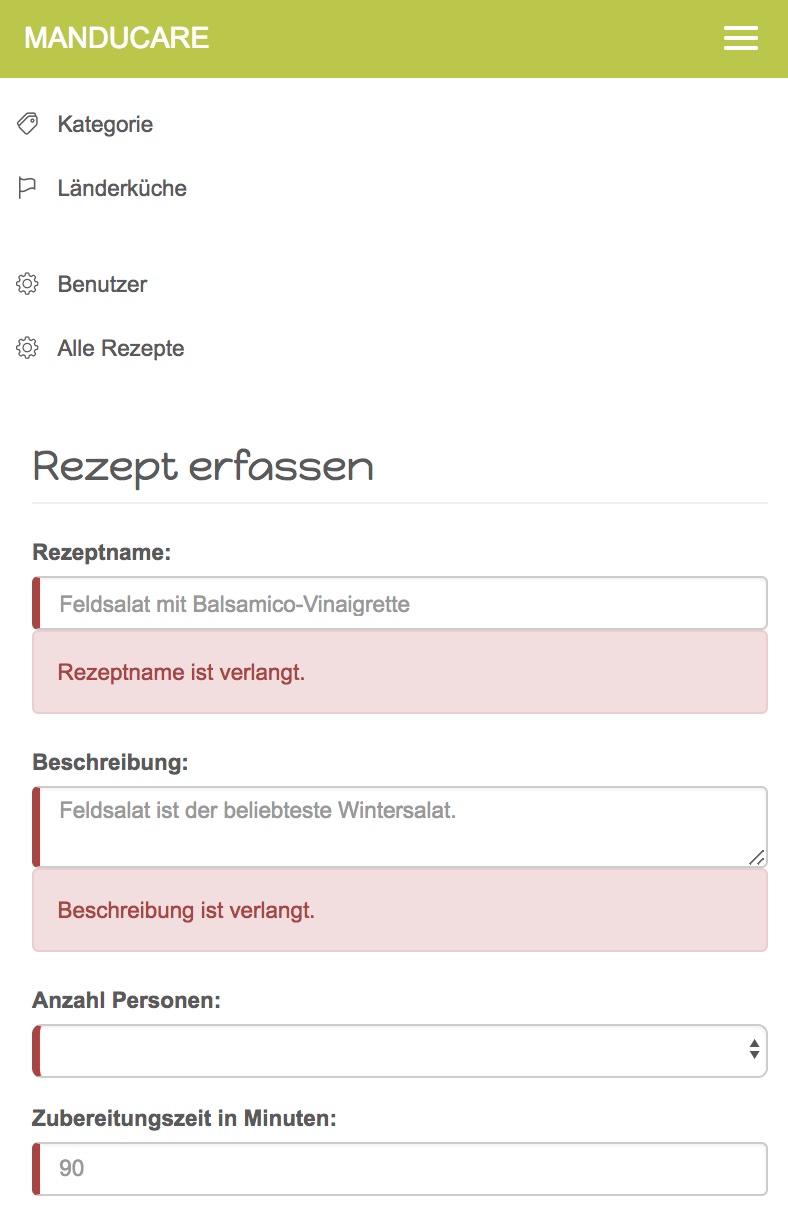 MANDUCARE
Kategorie
Länderküche
Benutzer
Alle Rezepte
Rezept erfassen
Rezeptname:
Feldsalat mit Balsamico-Vinaigrette
Rezeptname ist verlangt.
Beschreibung:
Feldsalat ist der beliebteste Wintersalat.
Beschreibung ist verlangt.
Anzahl Personen:
Zubereitungszeit in Minuten:
90